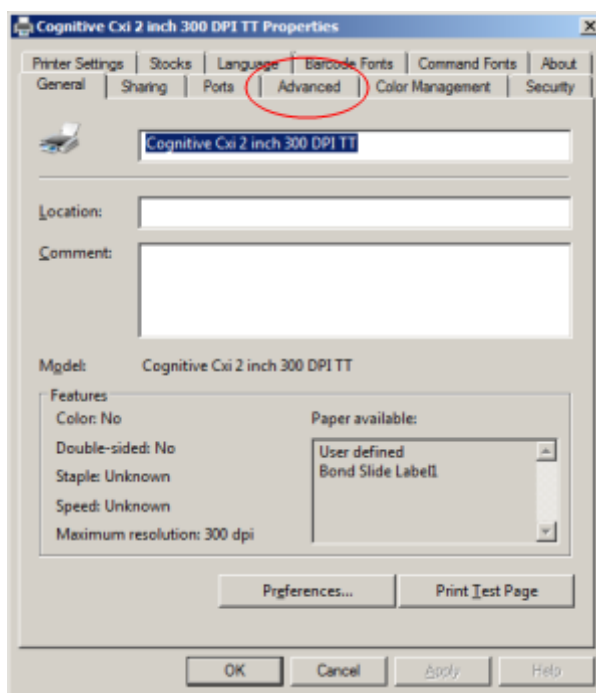 Cognitive Cxi 2 inch 300 DPI TT Properties
Printer Settings Stocks Language Barcode Fonts Command Fonts About
General Sharing Ports Advanced Color Management Security
Cognitive Cxi 2 inch 300 DPI TT
Location:
Comment:
Model: Cognitive Cxi 2 inch 300 DPI TT
Features
Color: No
Paper available:
Double-sided: No
User defined
Staple: Unknown
Bond Slide Label1
Speed: Unknown
Maximum resolution: 300 dpi
Preferences... Print Test Page
OK Cancel Apply Help